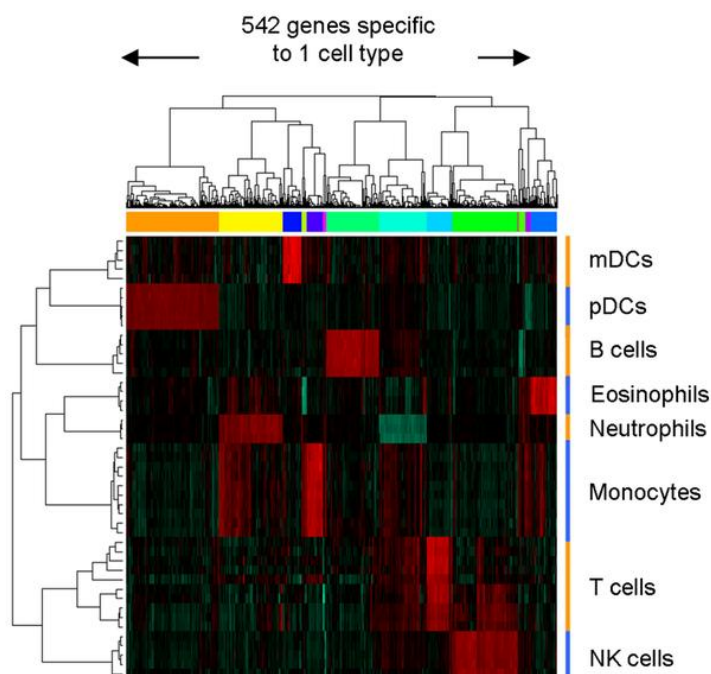 542 genes specific
to 1 cell type
mDCs
pDCs
B cells
Eosinophils
Neutrophils
Monocytes
T cells
NK cells